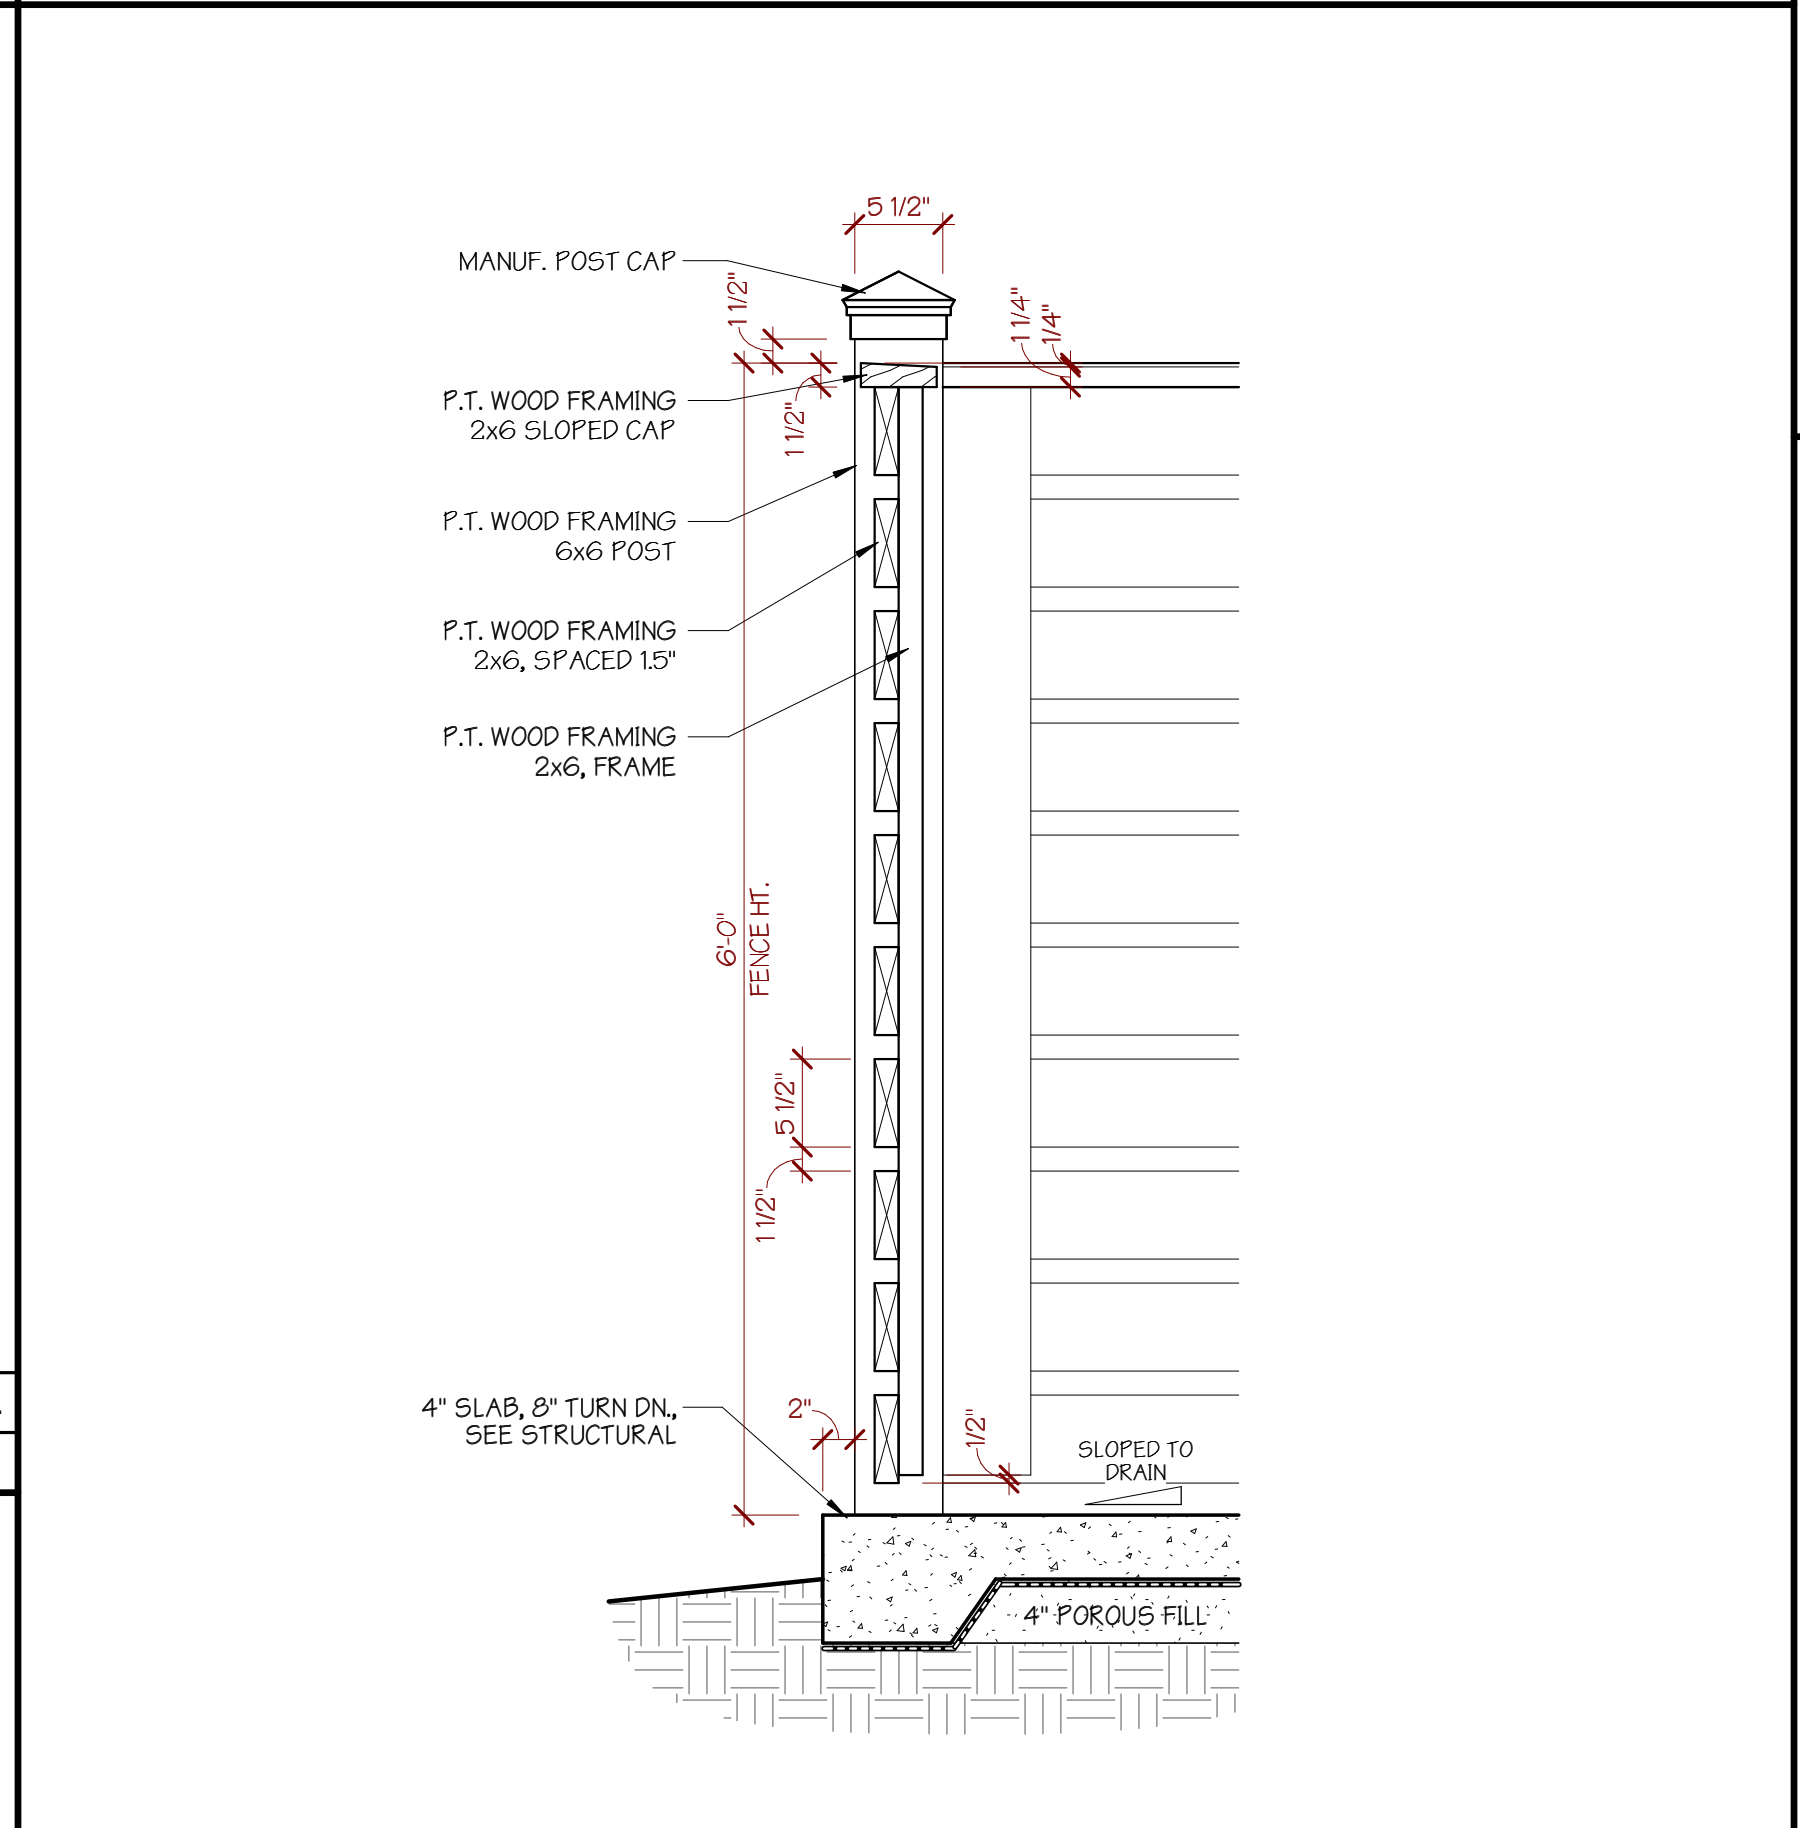 5 1/2"
MANUF. POST CAP
1 1/2"
1 1/4"
1/4"
P.T. WOOD FRAMING
2x6 SLOPED CAP
1 1/2"
P.T. WOOD FRAMING
6x6 POST
P.T. WOOD FRAMING
2x6, SPACED 1.5"
P.T. WOOD FRAMING
2x6, FRAME
6'-0"
FENCE HT.
5 1/2"
1 1/2"
4" SLAB, 8" TURN DN.,
SEE STRUCTURAL
2"
1/2"
SLOPED TO
DRAIN
4" POROUS FILL